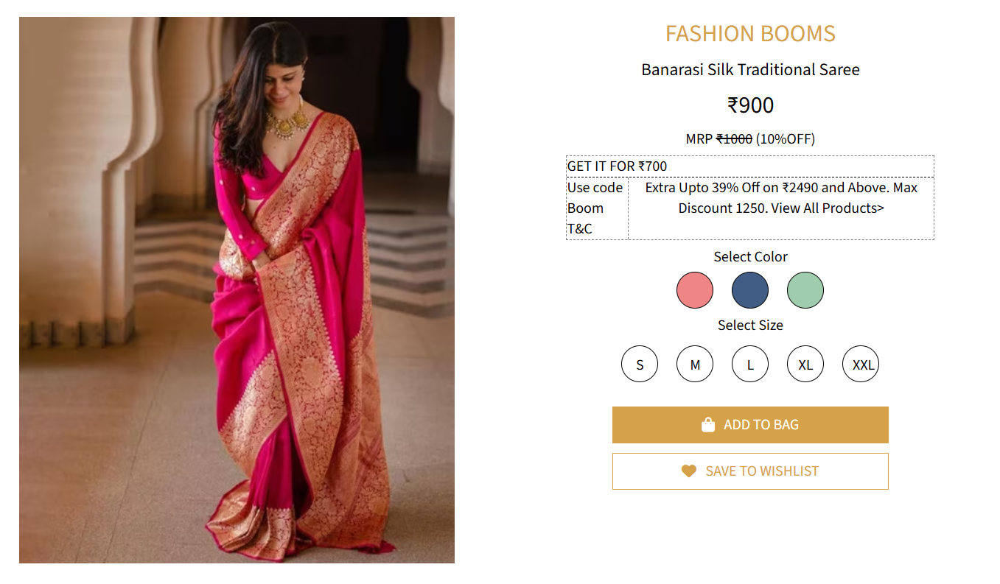 FASHION BOOMS
Banarasi Silk Traditional Saree
₹900
MRP ₹1000 (10%OFF)
GET IT FOR ₹700
Use code
Boom
T&C
Extra Upto 39% Off on ₹2490 and Above. Max
Discount 1250. View All Products>
Select Color
Select Size
S M L XL XXL
ADD TO BAG
SAVE TO WISHLIST